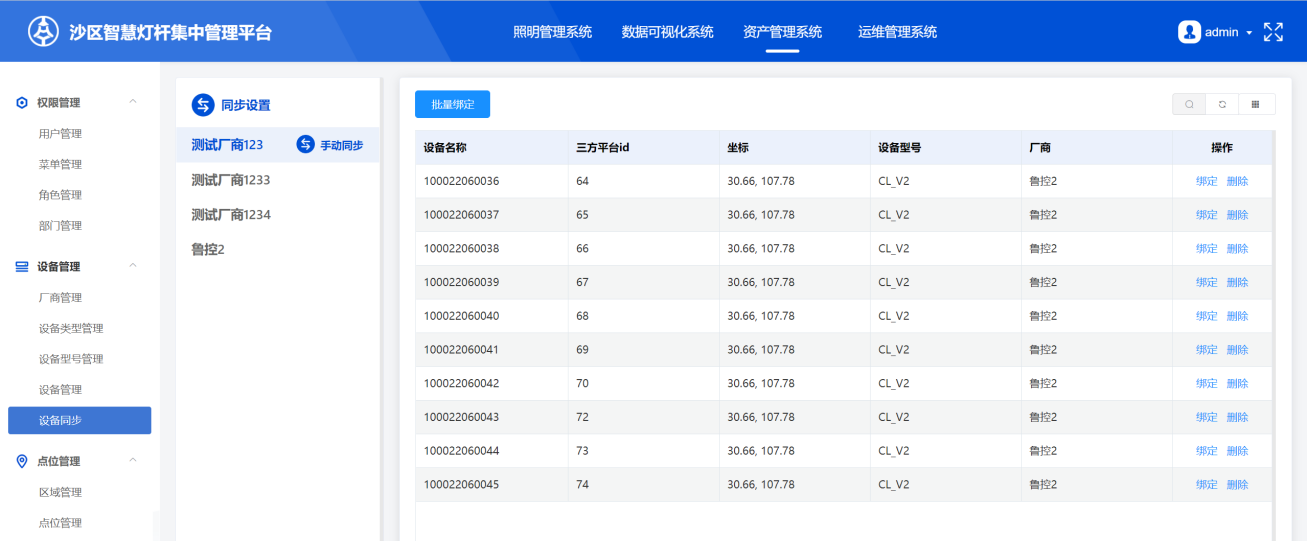 沙区智慧灯杆集中管理平台 照明管理系统 数据可视化系统 资产管理系统 运维管理系统 admin
权限管理
用户管理
菜单管理
角色管理
部门管理
设备管理
厂商管理
设备类型管理
设备型号管理
设备管理
设备同步
点位管理
区域管理
点位管理
同步设置
测试厂商123 手动同步
测试厂商1233
测试厂商1234
鲁控2
批量绑定
设备名称 三方平台id 坐标 设备型号 厂商 操作
100022060036 64 30.66, 107.78 CL_V2 鲁控2 绑定 删除
100022060037 65 30.66, 107.78 CL_V2 鲁控2 绑定 删除
100022060038 66 30.66, 107.78 CL_V2 鲁控2 绑定 删除
100022060039 67 30.66, 107.78 CL_V2 鲁控2 绑定 删除
100022060040 68 30.66, 107.78 CL_V2 鲁控2 绑定 删除
100022060041 69 30.66, 107.78 CL_V2 鲁控2 绑定 删除
100022060042 70 30.66, 107.78 CL_V2 鲁控2 绑定 删除
100022060043 72 30.66, 107.78 CL_V2 鲁控2 绑定 删除
100022060044 73 30.66, 107.78 CL_V2 鲁控2 绑定 删除
100022060045 74 30.66, 107.78 CL_V2 鲁控2 绑定 删除